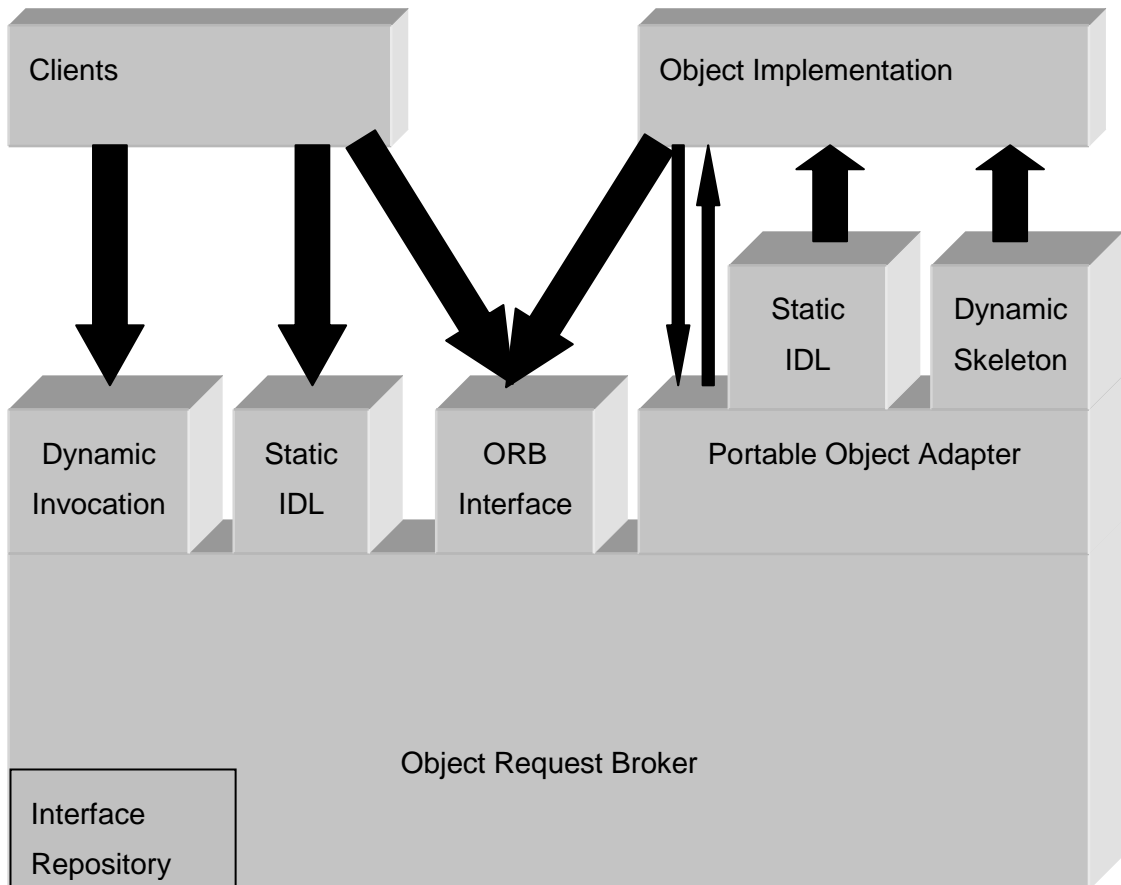 Clients
Object Implementation
Static
IDL
Dynamic
Skeleton
Dynamic
Invocation
Static
IDL
ORB
Interface
Portable Object Adapter
Object Request Broker
Interface
Repository